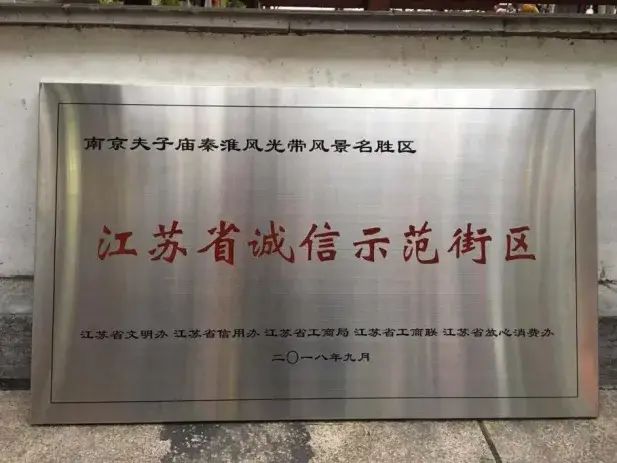 南京夫子庙秦淮风光带风景名胜区
江苏省诚信示范街区
江苏省文明办 江苏省信用办 江苏省工商局 江苏省工商联 江苏省放心消费办
二〇一八年九月